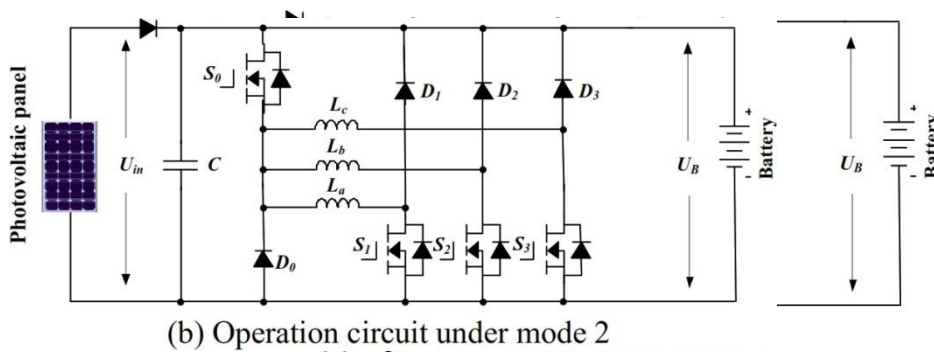 S0
D1
D2
D3
Lc
Lb
La
Photovoltaic panel
Uin
C
UB
+
-
Battery
UB
+
-
Battery
S1
S2
S3
D0
(b) Operation circuit under mode 2